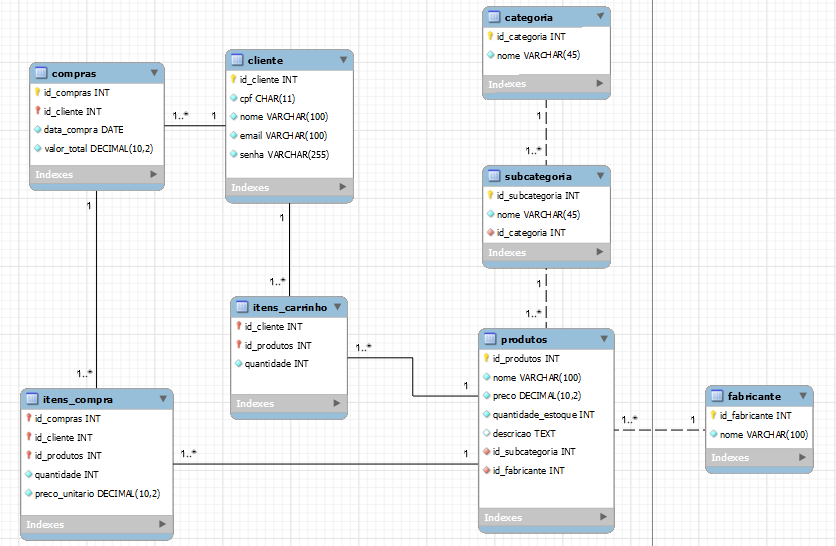 categoria
id_categoria INT
nome VARCHAR(45)
Indexes
1
1..*
subcategoria
id_subcategoria INT
nome VARCHAR(45)
id_categoria INT
Indexes
1
1..*
compras
id_compras INT
id_cliente INT
data_compra DATE
valor_total DECIMAL(10,2)
Indexes
1..*
1
cliente
id_cliente INT
cpf CHAR(11)
nome VARCHAR(100)
email VARCHAR(100)
senha VARCHAR(255)
Indexes
1
1..*
itens_carrinho
id_cliente INT
id_produtos INT
quantidade INT
Indexes
1..*
1
produtos
id_produtos INT
nome VARCHAR(100)
preco DECIMAL(10,2)
quantidade_estoque INT
descricao TEXT
id_subcategoria INT
id_fabricante INT
Indexes
1..*
1
fabricante
id_fabricante INT
nome VARCHAR(100)
Indexes
1
1..*
itens_compra
id_compras INT
id_cliente INT
id_produtos INT
quantidade INT
preco_unitario DECIMAL(10,2)
Indexes
1..*
1